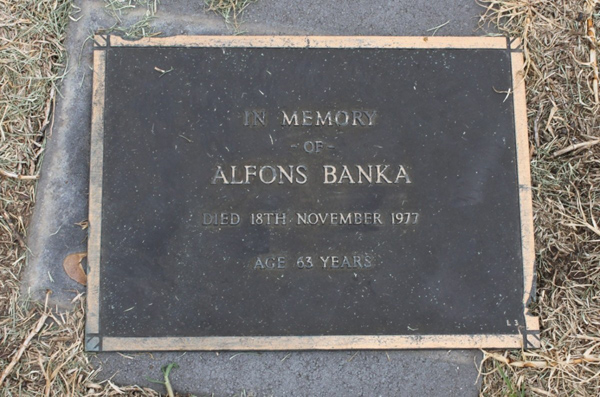 IN MEMORY
- OF -
ALFONS BANKA
DIED 18TH NOVEMBER 1977
AGE 63 YEARS